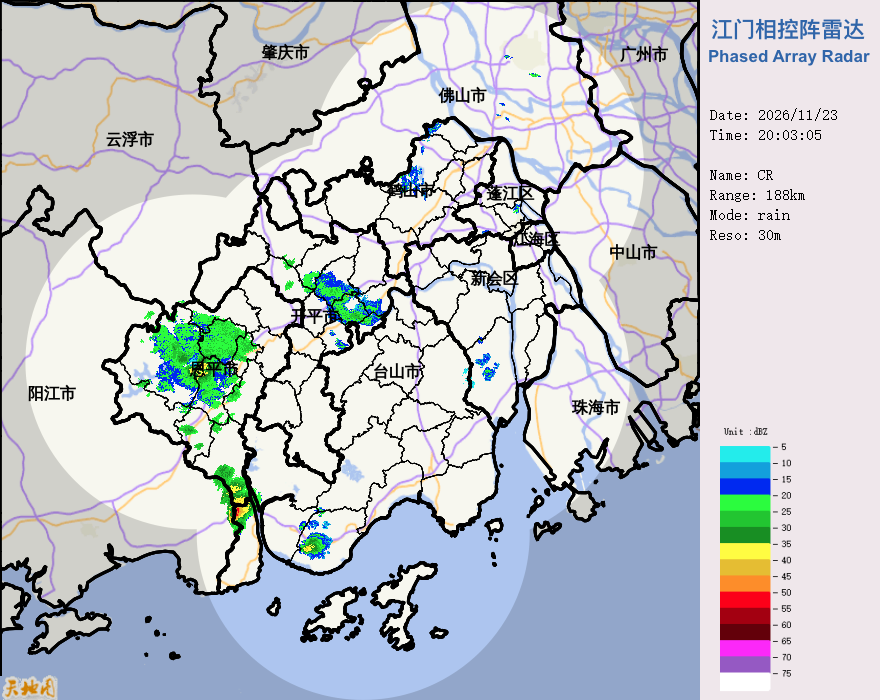 江门相控阵雷达
Phased Array Radar
Date: 2026/11/23
Time: 20:03:05
Name: CR
Range: 188km
Mode: rain
Reso: 30m
肇庆市
广州市
佛山市
云浮市
鹤山市
蓬江区
江海区
中山市
新会区
开平市
恩平市
台山市
阳江市
珠海市
Unit :dBZ
5
10
15
20
25
30
35
40
45
50
55
60
65
70
75
天地图